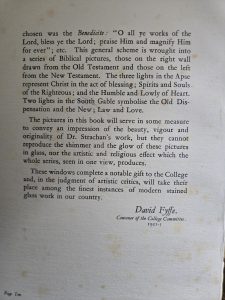 chosen was the Benedicite: "O all ye works of the
Lord, bless ye the Lord; praise Him and magnify Him
for ever"; etc. This general scheme is wrought into
a series of Biblical pictures, those on the right wall
drawn from the Old Testament and those on the left
from the New Testament. The three lights in the Apse
represent Christ in the act of blessing; Spirits and Souls
of the Righteous; and the Humble and Lowly of Heart.
Two lights in the South Gable symbolise the Old Dis-
pensation and the New; Law and Love.
The pictures in this book will serve in some measure
to convey an impression of the beauty, vigour and
originality of Dr. Strachan's work, but they cannot
reproduce the shimmer and the glow of these pictures
in glass, nor the artistic and religious effect which the
whole series, seen in one view, produces.
These windows complete a notable gift to the College
and, in the judgment of artistic critics, will take their
place among the finest instances of modern stained
glass work in our country.
David Fyffe.
Convener of the College Committee.
Page Ten